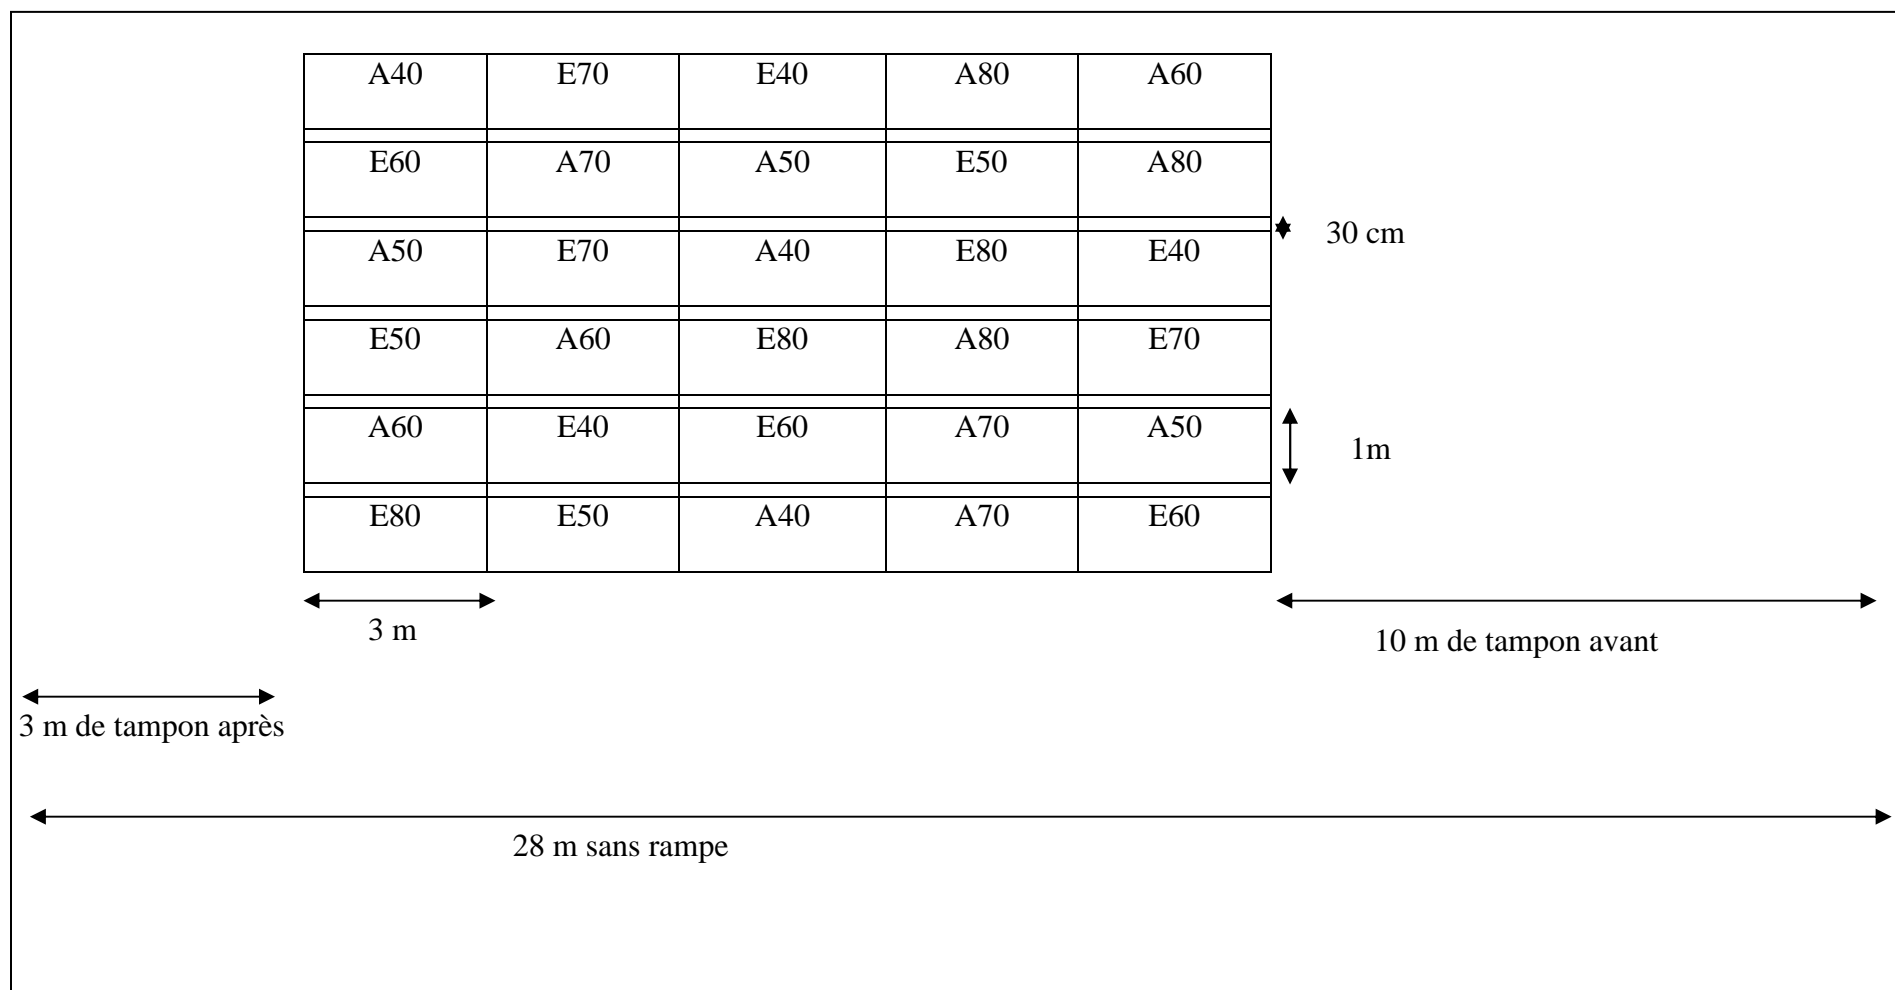 A40 E70 E40 A80 A60
E60 A70 A50 E50 A80
30 cm
A50 E70 A40 E80 E40
E50 A60 E80 A80 E70
A60 E40 E60 A70 A50
1m
E80 E50 A40 A70 E60
3 m
10 m de tampon avant
3 m de tampon après
28 m sans rampe